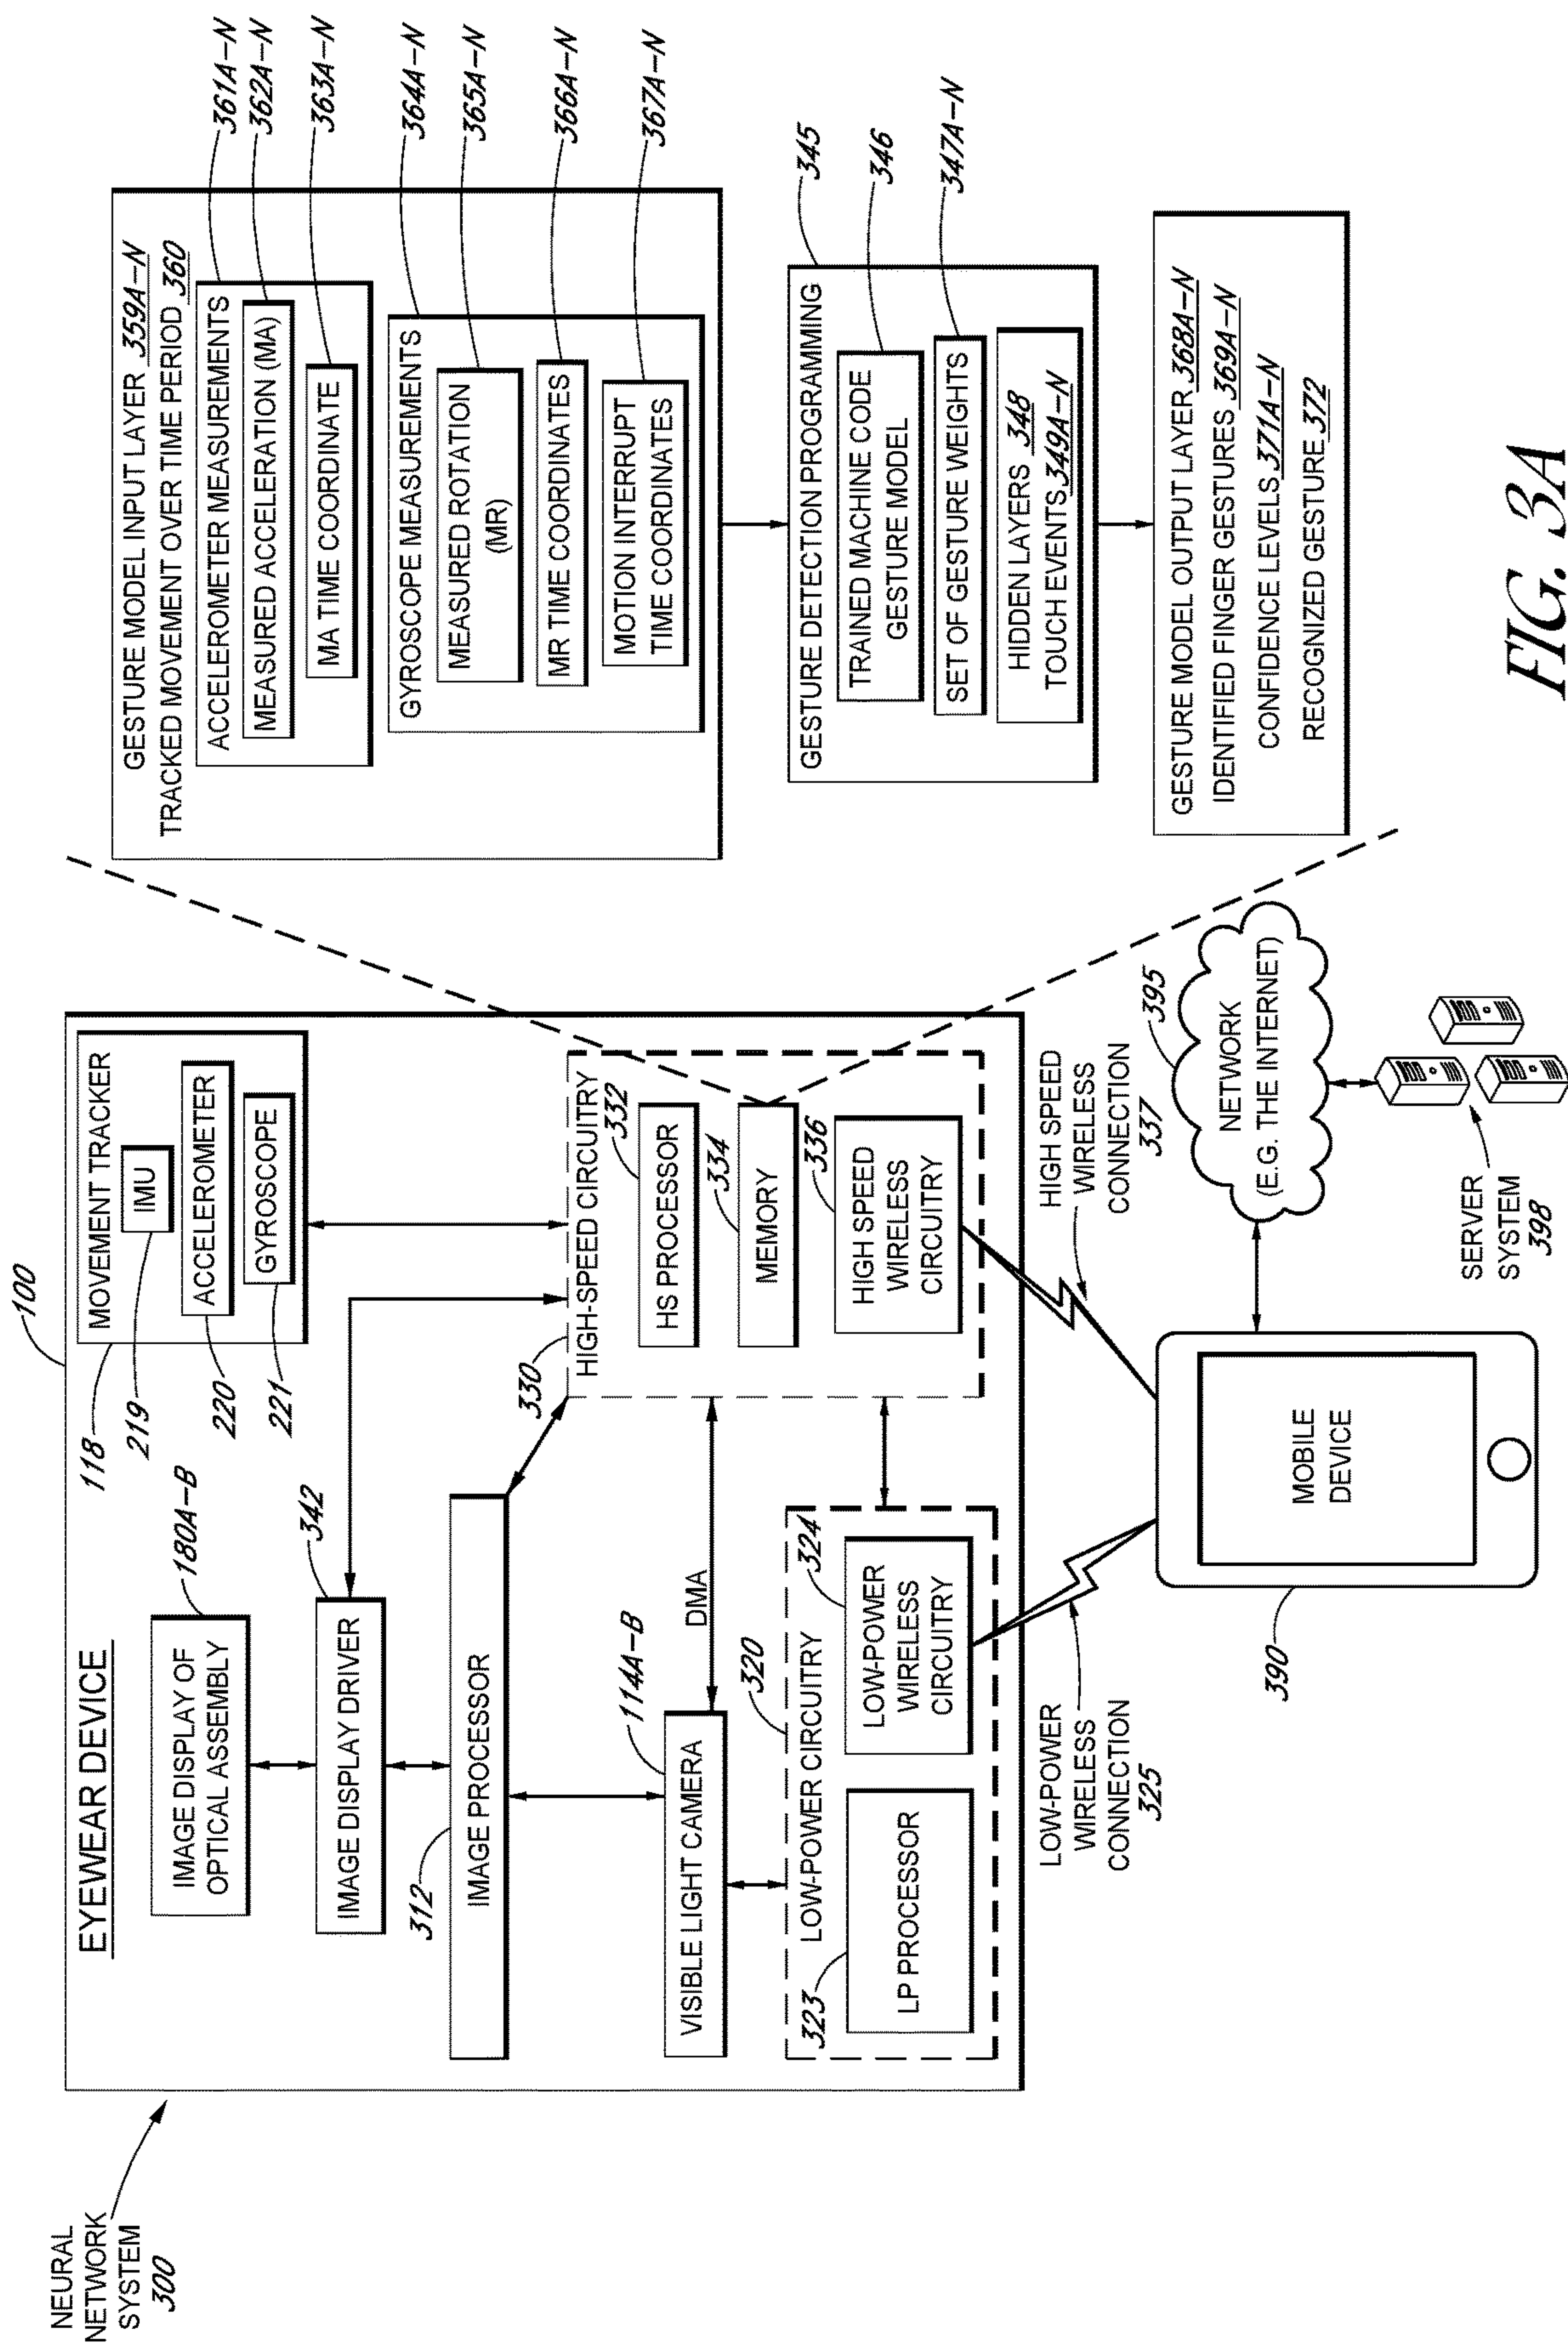 NEURAL
NETWORK
SYSTEM
300
100
EYEWEAR DEVICE
IMAGE DISPLAY OF
OPTICAL ASSEMBLY
180A-B
IMAGE DISPLAY DRIVER
342
IMAGE PROCESSOR
312
VISIBLE LIGHT CAMERA
114A-B
DMA
LOW-POWER CIRCUITRY
320
LP PROCESSOR
323
LOW-POWER
WIRELESS
CIRCUITRY
324
MOVEMENT TRACKER
118
IMU
219
ACCELEROMETER
220
GYROSCOPE
221
HIGH-SPEED CIRCUITRY
330
HS PROCESSOR
332
MEMORY
334
HIGH SPEED
WIRELESS
CIRCUITRY
336
LOW-POWER
WIRELESS
CONNECTION
325
HIGH SPEED
WIRELESS
CONNECTION
337
MOBILE
DEVICE
390
NETWORK
(E.G. THE INTERNET)
395
SERVER
SYSTEM
398
GESTURE MODEL INPUT LAYER 359A-N
TRACKED MOVEMENT OVER TIME PERIOD 360
ACCELEROMETER MEASUREMENTS
361A-N
MEASURED ACCELERATION (MA)
362A-N
MA TIME COORDINATE
363A-N
GYROSCOPE MEASUREMENTS
364A-N
MEASURED ROTATION
(MR)
365A-N
MR TIME COORDINATES
366A-N
MOTION INTERRUPT
TIME COORDINATES
367A-N
GESTURE DETECTION PROGRAMMING
345
TRAINED MACHINE CODE
GESTURE MODEL
346
SET OF GESTURE WEIGHTS
347A-N
HIDDEN LAYERS 348
TOUCH EVENTS 349A-N
GESTURE MODEL OUTPUT LAYER 368A-N
IDENTIFIED FINGER GESTURES 369A-N
CONFIDENCE LEVELS 371A-N
RECOGNIZED GESTURE 372
FIG. 3A